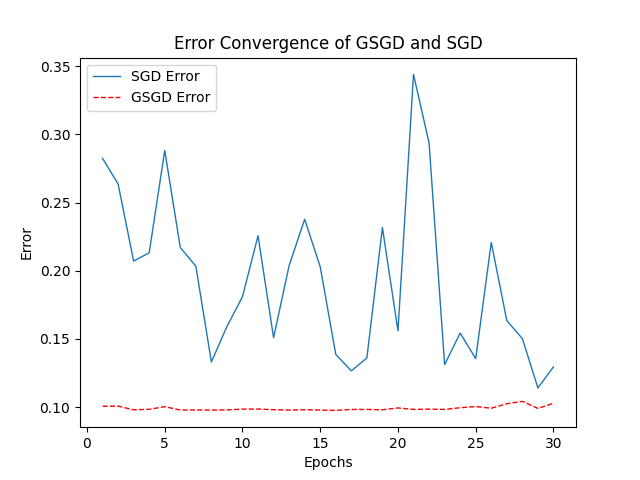 Error Convergence of GSGD and SGD
SGD Error
GSGD Error
0.35
0.30
0.25
0.20
0.15
0.10
Error
0 5 10 15 20 25 30
Epochs